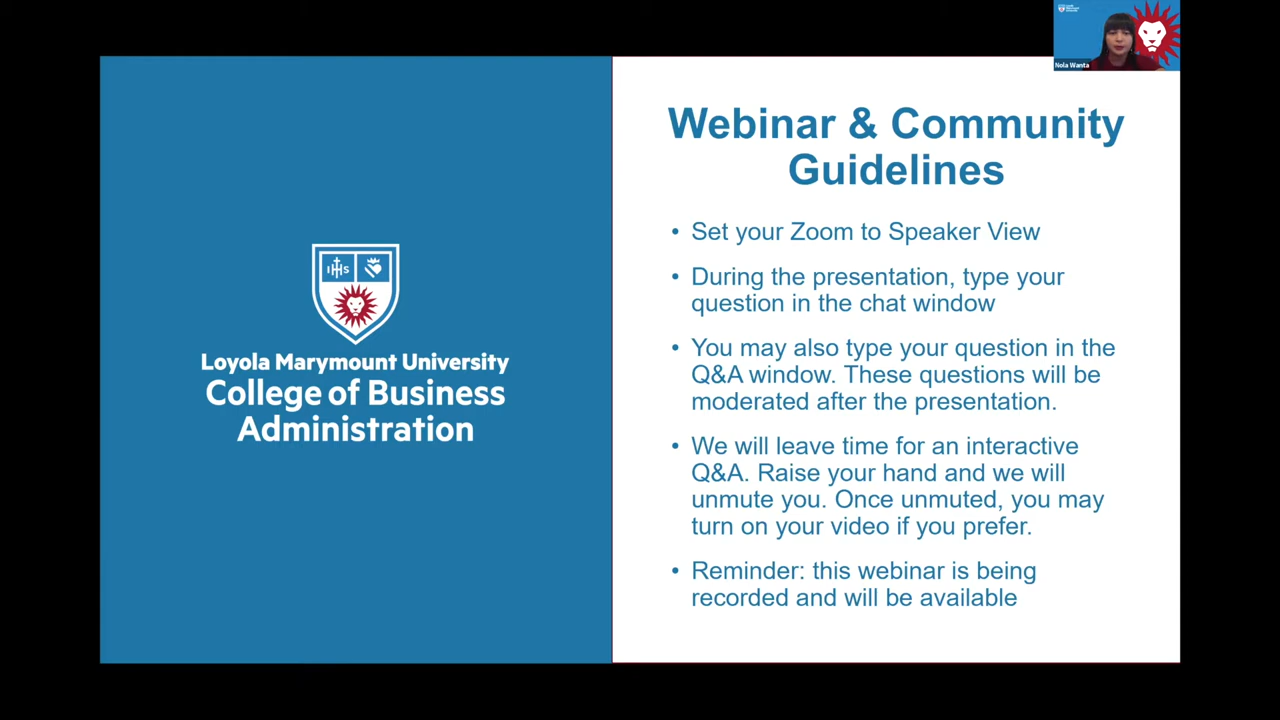 Nola Wanta
Webinar & Community
Guidelines
• Set your Zoom to Speaker View
• During the presentation, type your
question in the chat window
• You may also type your question in the
Q&A window. These questions will be
moderated after the presentation.
• We will leave time for an interactive
Q&A. Raise your hand and we will
unmute you. Once unmuted, you may
turn on your video if you prefer.
• Reminder: this webinar is being
recorded and will be available
IHS
Loyola Marymount University
College of Business
Administration